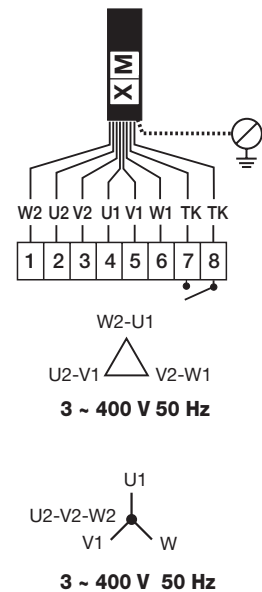 X M
W2 U2 V2 U1 V1 W1 TK TK
1 2 3 4 5 6 7 8
W2-U1
U2-V1 V2-W1
3 ~ 400 V 50 Hz
U1
U2-V2-W2
V1 W
3 ~ 400 V 50 Hz